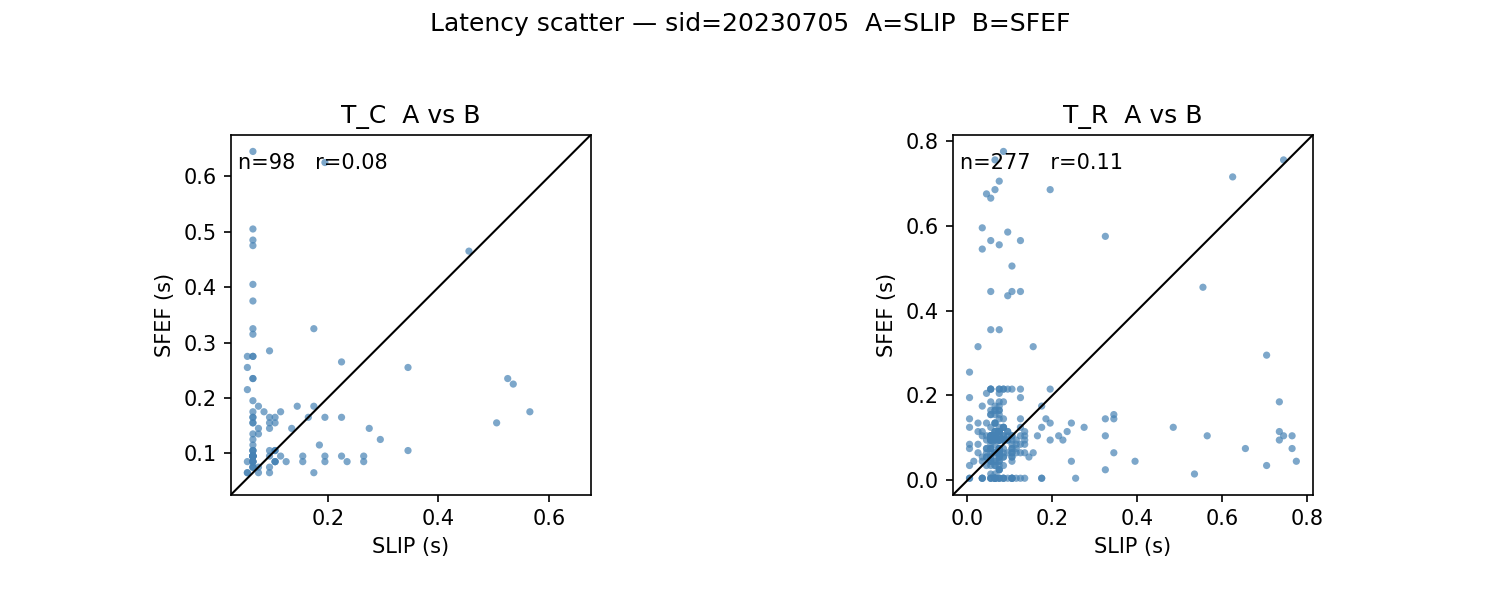 Latency scatter — sid=20230705  A=SLIP  B=SFEF
T_C  A vs B
n=98   r=0.08
0.6
0.5
0.4
0.3
0.2
0.1
SFEF (s)
0.2
0.4
0.6
SLIP (s)
T_R  A vs B
n=277   r=0.11
0.8
0.6
0.4
0.2
0.0
SFEF (s)
0.0
0.2
0.4
0.6
0.8
SLIP (s)